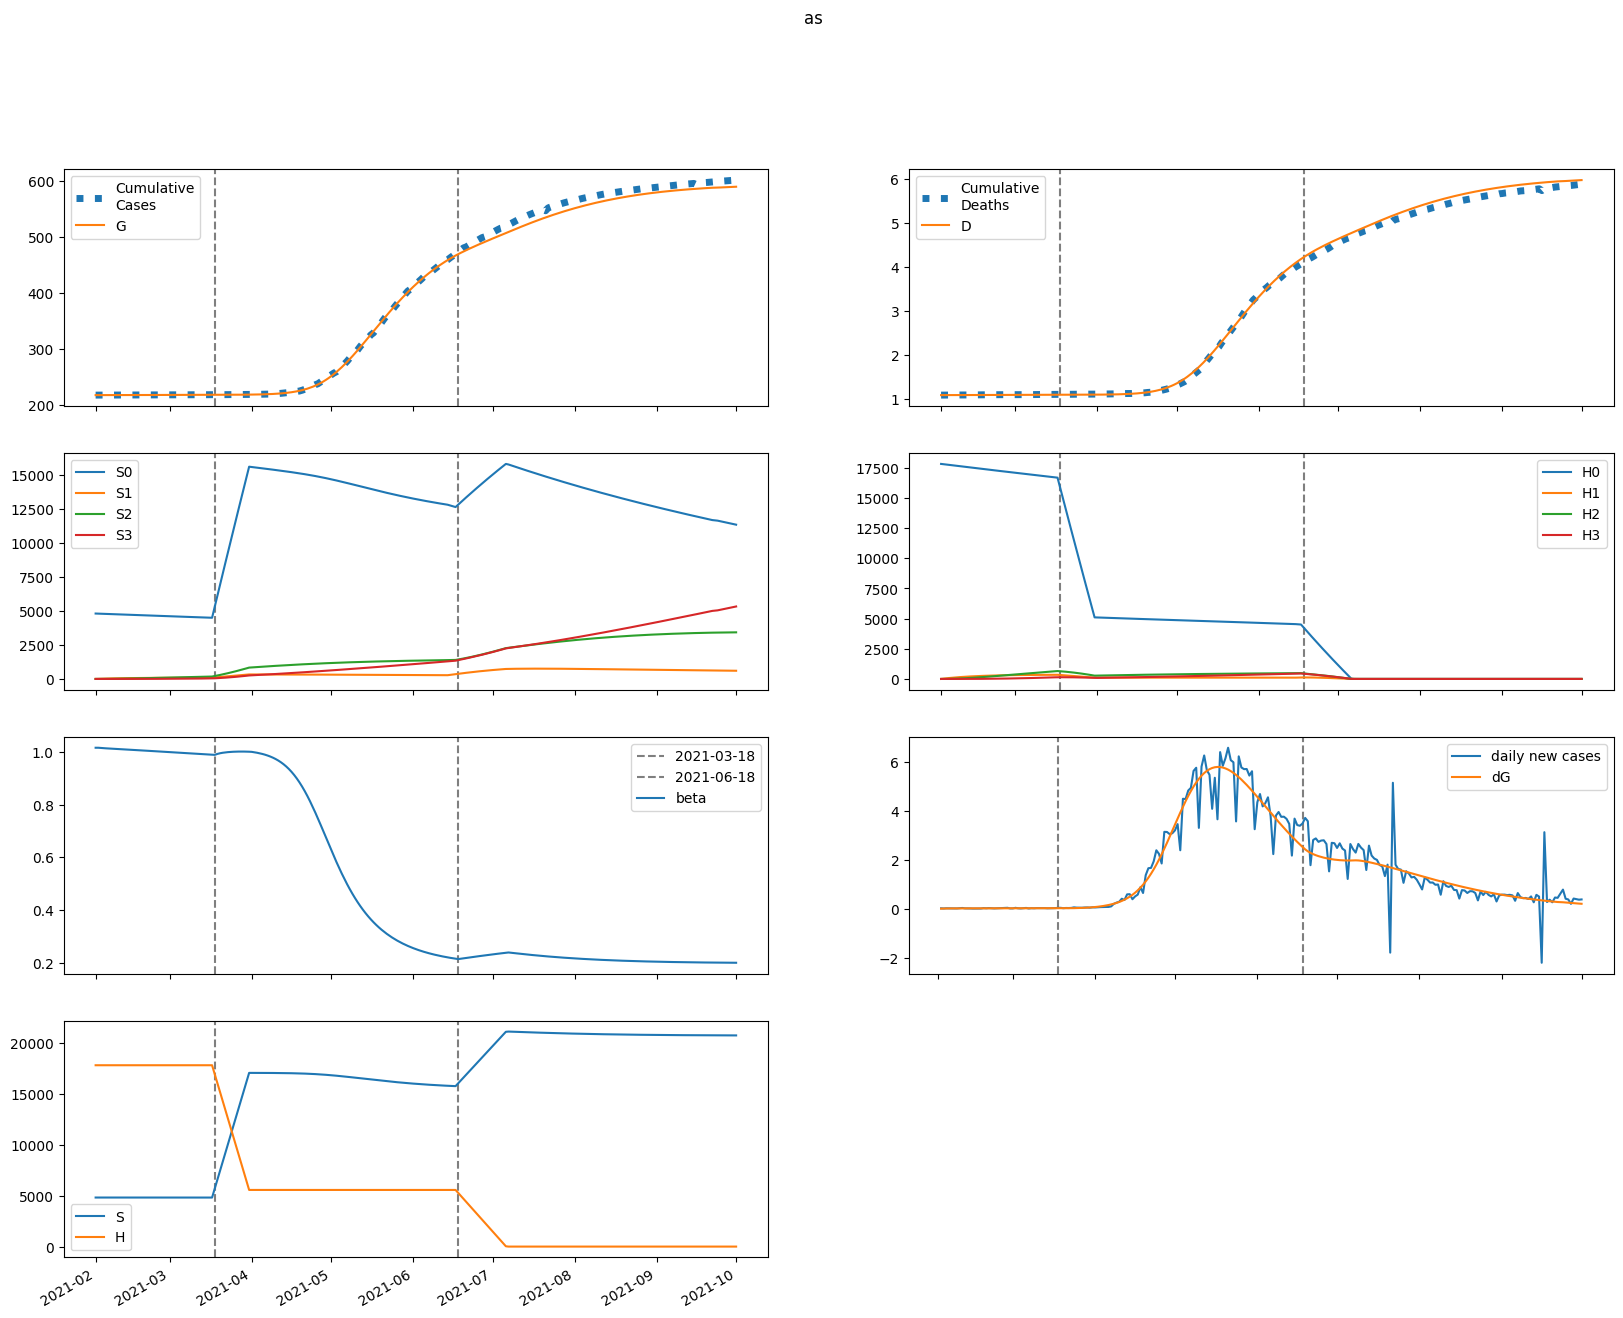 as
Cumulative
Cases
G
600
500
400
300
200
Cumulative
Deaths
D
6
5
4
3
2
1
S0
S1
S2
S3
15000
12500
10000
7500
5000
2500
0
H0
H1
H2
H3
17500
15000
12500
10000
7500
5000
2500
0
2021-03-18
2021-06-18
beta
1.0
0.8
0.6
0.4
0.2
daily new cases
dG
6
4
2
0
−2
20000
15000
10000
5000
0
S
H
2021-02
2021-03
2021-04
2021-05
2021-06
2021-07
2021-08
2021-09
2021-10